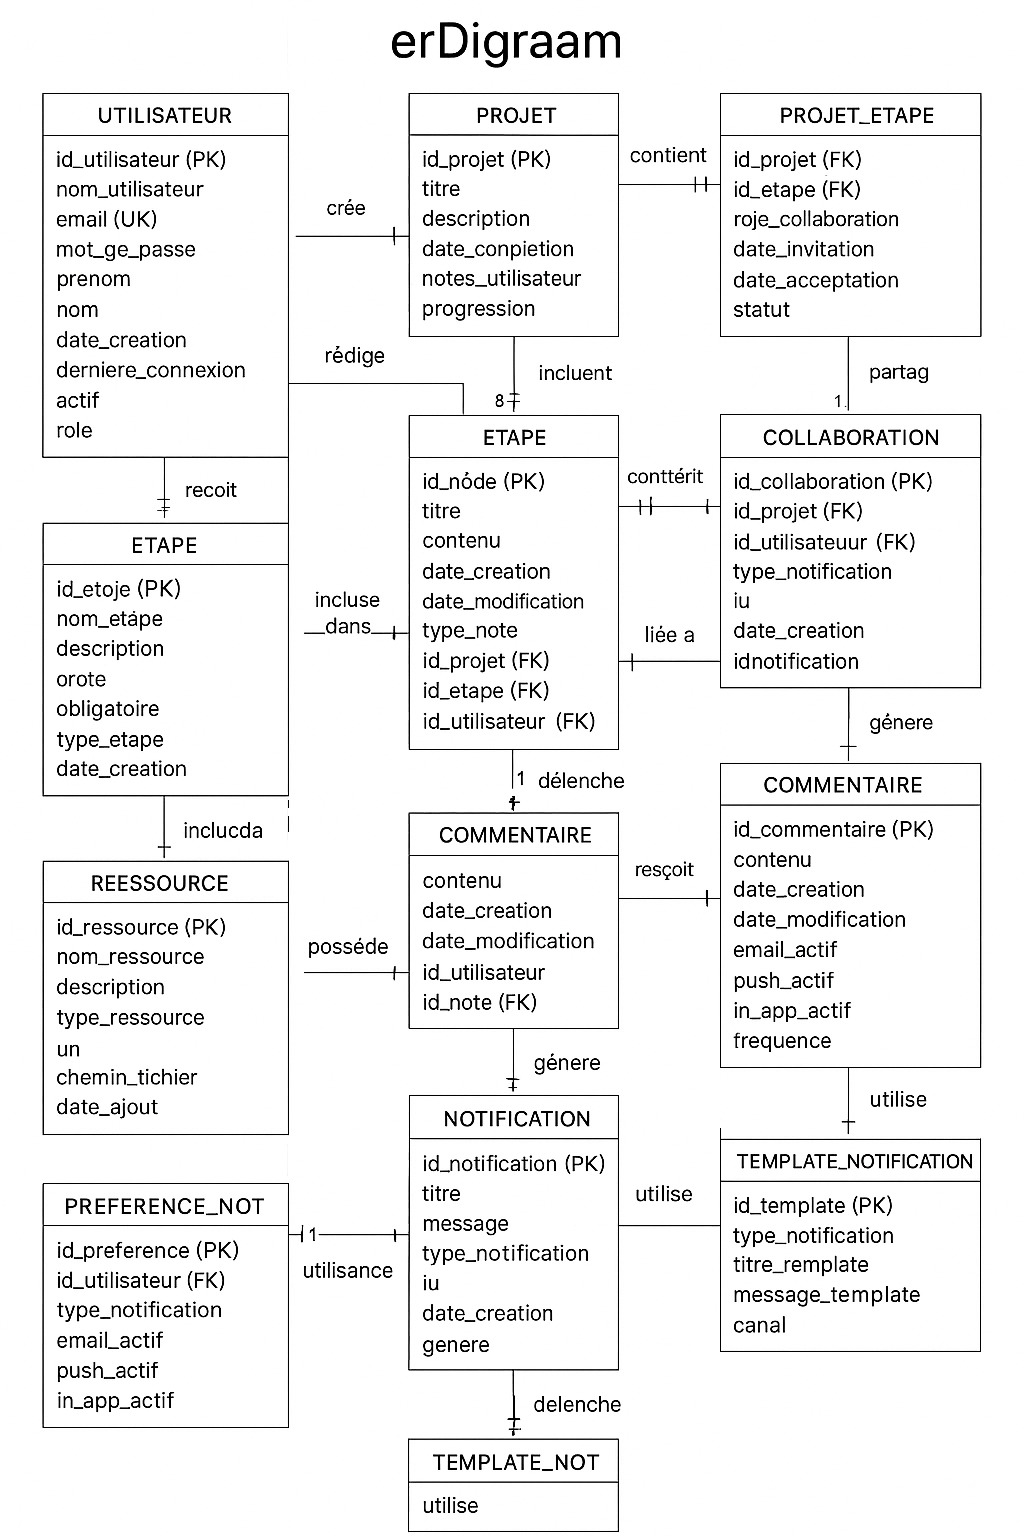 erDigraam
UTILISATEUR
id_utilisateur (PK)
nom_utilisateur
email (UK)
mot_ge_passe
prenom
nom
date_creation
derniere_connexion
actif
role
crée
PROJET
id_projet (PK)
titre
description
date_conpietion
notes_utilisateur
progression
contient
PROJET_ETAPE
id_projet (FK)
id_etape (FK)
roje_collaboration
date_invitation
date_acceptation
statut
rédige
incluent
8
partag
1.
recoit
ETAPE
id_etoje (PK)
nom_etápe
description
orote
obligatoire
type_etape
date_creation
incluse
dans
ETAPE
id_nóde (PK)
titre
contenu
date_creation
date_modification
type_note
id_projet (FK)
id_etape (FK)
id_utilisateur (FK)
conttérit
liée a
COLLABORATION
id_collaboration (PK)
id_projet (FK)
id_utilisateuur (FK)
type_notification
iu
date_creation
idnotification
inclucda
1
délenche
génere
REESSOURCE
id_ressource (PK)
nom_ressource
description
type_ressource
un
chemin_tichier
date_ajout
posséde
COMMENTAIRE
contenu
date_creation
date_modification
id_utilisateur
id_note (FK)
resçoit
COMMENTAIRE
id_commentaire (PK)
contenu
date_creation
date_modification
email_actif
push_actif
in_app_actif
frequence
génere
utilise
PREFERENCE_NOT
id_preference (PK)
id_utilisateur (FK)
type_notification
email_actif
push_actif
in_app_actif
1
utilisance
NOTIFICATION
id_notification (PK)
titre
message
type_notification
iu
date_creation
genere
utilise
TEMPLATE_NOTIFICATION
id_template (PK)
type_notification
titre_remplate
message_template
canal
delenche
TEMPLATE_NOT
utilise